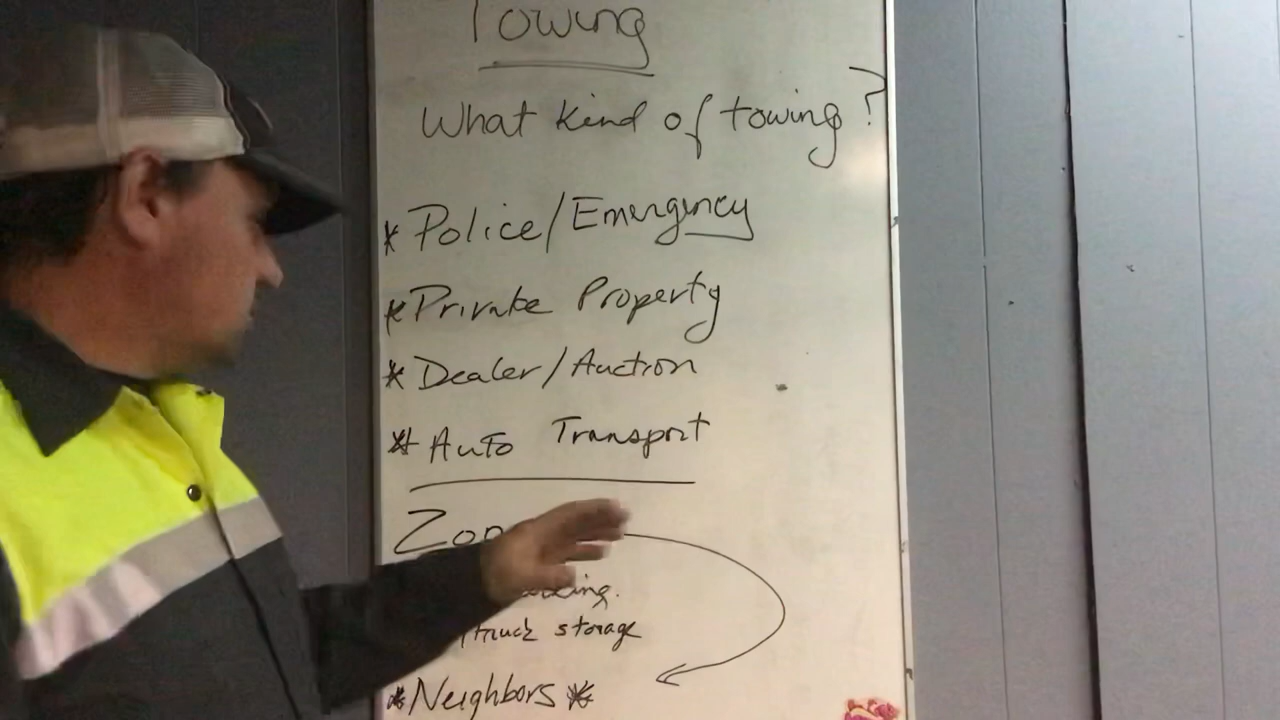 Towing
What kind of towing?
* Police/Emergency
* Private Property
* Dealer/Auction
* Auto Transport
/truck storage
*Neighbors *